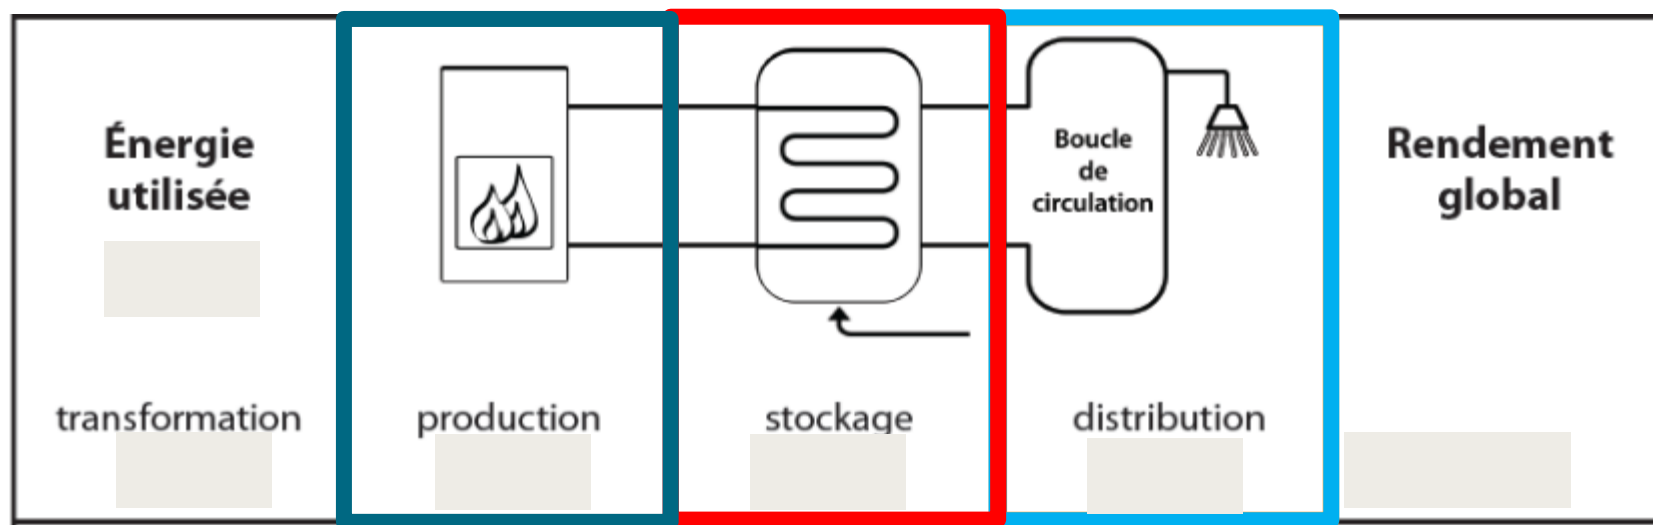 Énergie
utilisée
transformation
production
stockage
Boucle
de
circulation
distribution
Rendement
global